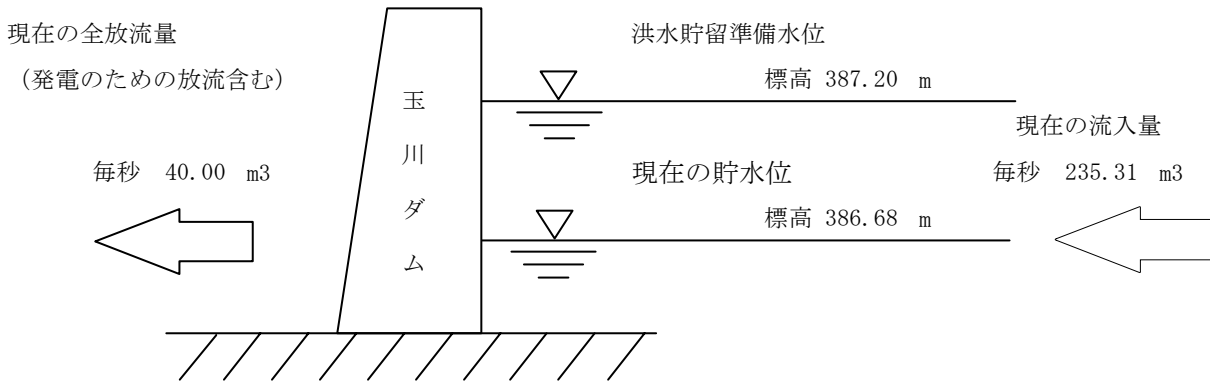 現在の全放流量
（発電のための放流含む）
毎秒 40.00 m3
玉川ダム
洪水貯留準備水位
標高 387.20 m
現在の貯水位
標高 386.68 m
現在の流入量
毎秒 235.31 m3